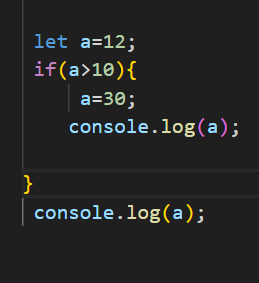 let a=12;
if(a>10){
a=30;
console.log(a);
}
console.log(a);